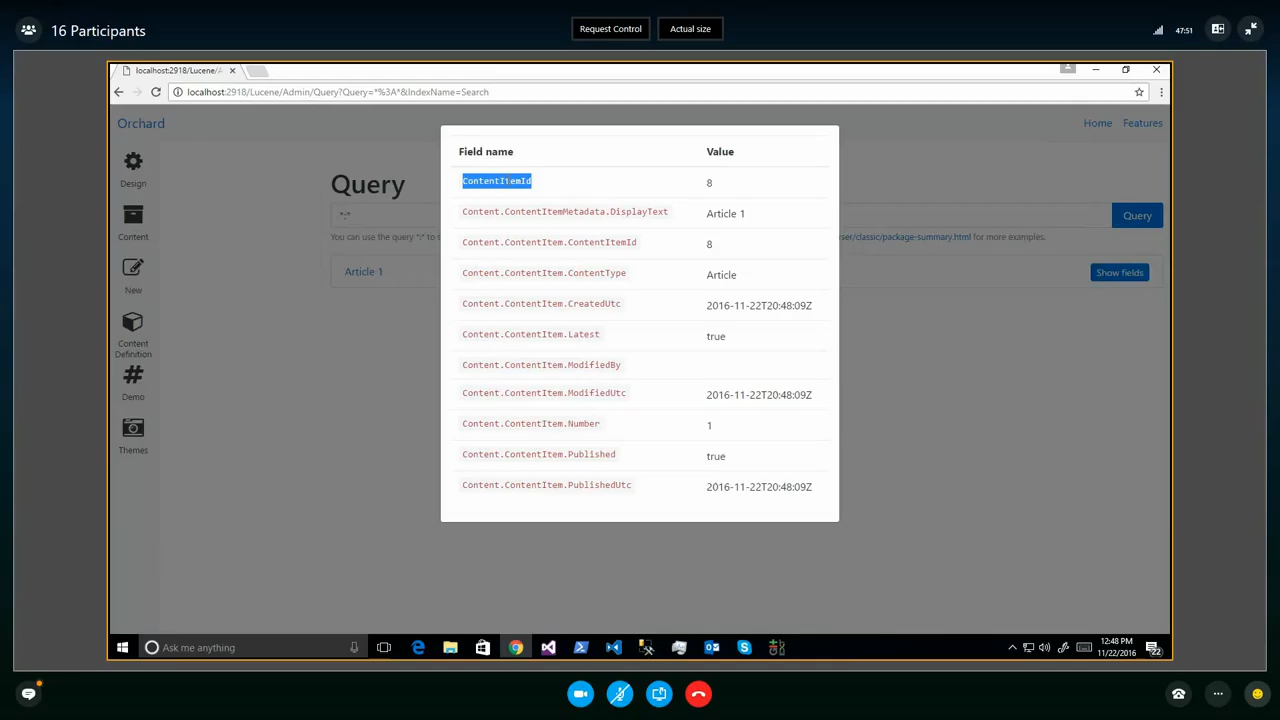 16 Participants
Request Control
Actual size
47:51
localhost:2918/Lucene/A
localhost:2918/Lucene/Admin/Query?Query=*%3A*&IndexName=Search
Orchard
Home
Features
Design
Content
New
Content
Definition
Demo
Themes
Query
*:*
Query
You can use the query *:* to s
ser/classic/package-summary.html for more examples.
Article 1
Show fields
Field name Value
ContentItemId 8
Content.ContentItemMetadata.DisplayText Article 1
Content.ContentItem.ContentItemId 8
Content.ContentItem.ContentType Article
Content.ContentItem.CreatedUtc 2016-11-22T20:48:09Z
Content.ContentItem.Latest true
Content.ContentItem.ModifiedBy
Content.ContentItem.ModifiedUtc 2016-11-22T20:48:09Z
Content.ContentItem.Number 1
Content.ContentItem.Published true
Content.ContentItem.PublishedUtc 2016-11-22T20:48:09Z
Ask me anything
12:48 PM
11/22/2016
22